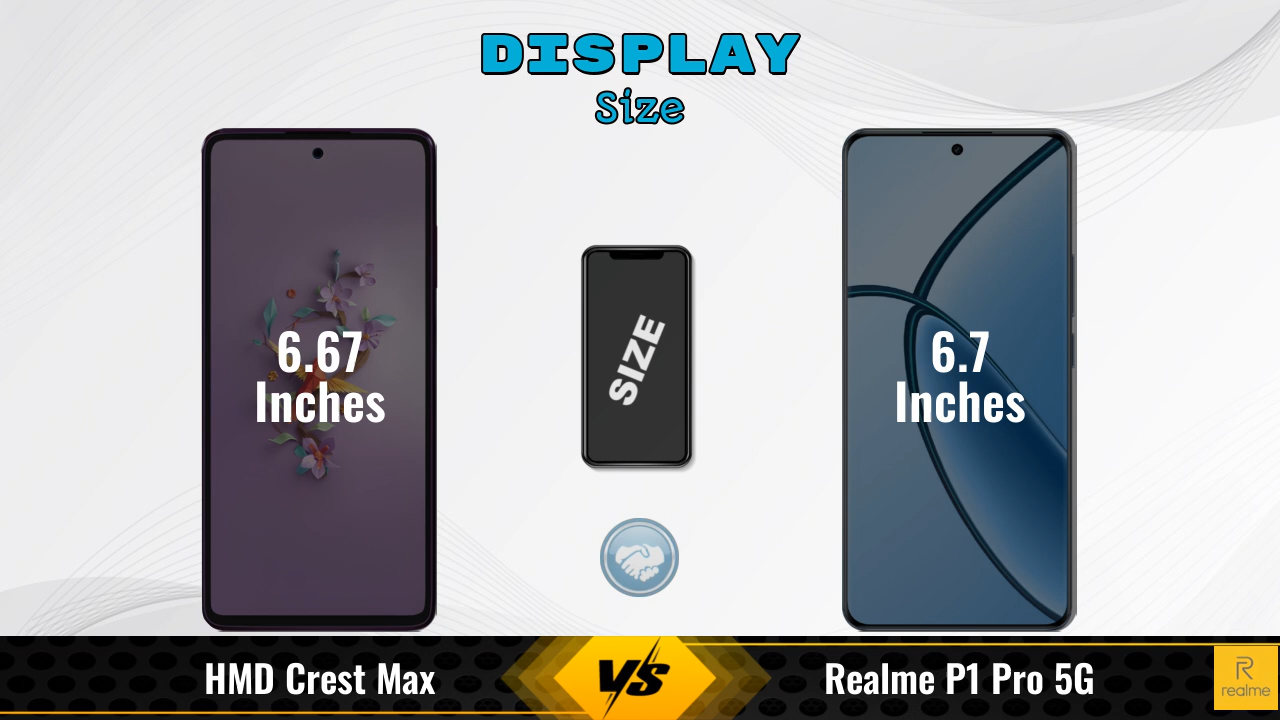 DISPLAY
Size
6.67
Inches
SIZE
6.7
Inches
HMD Crest Max
VS
Realme P1 Pro 5G
R
realme